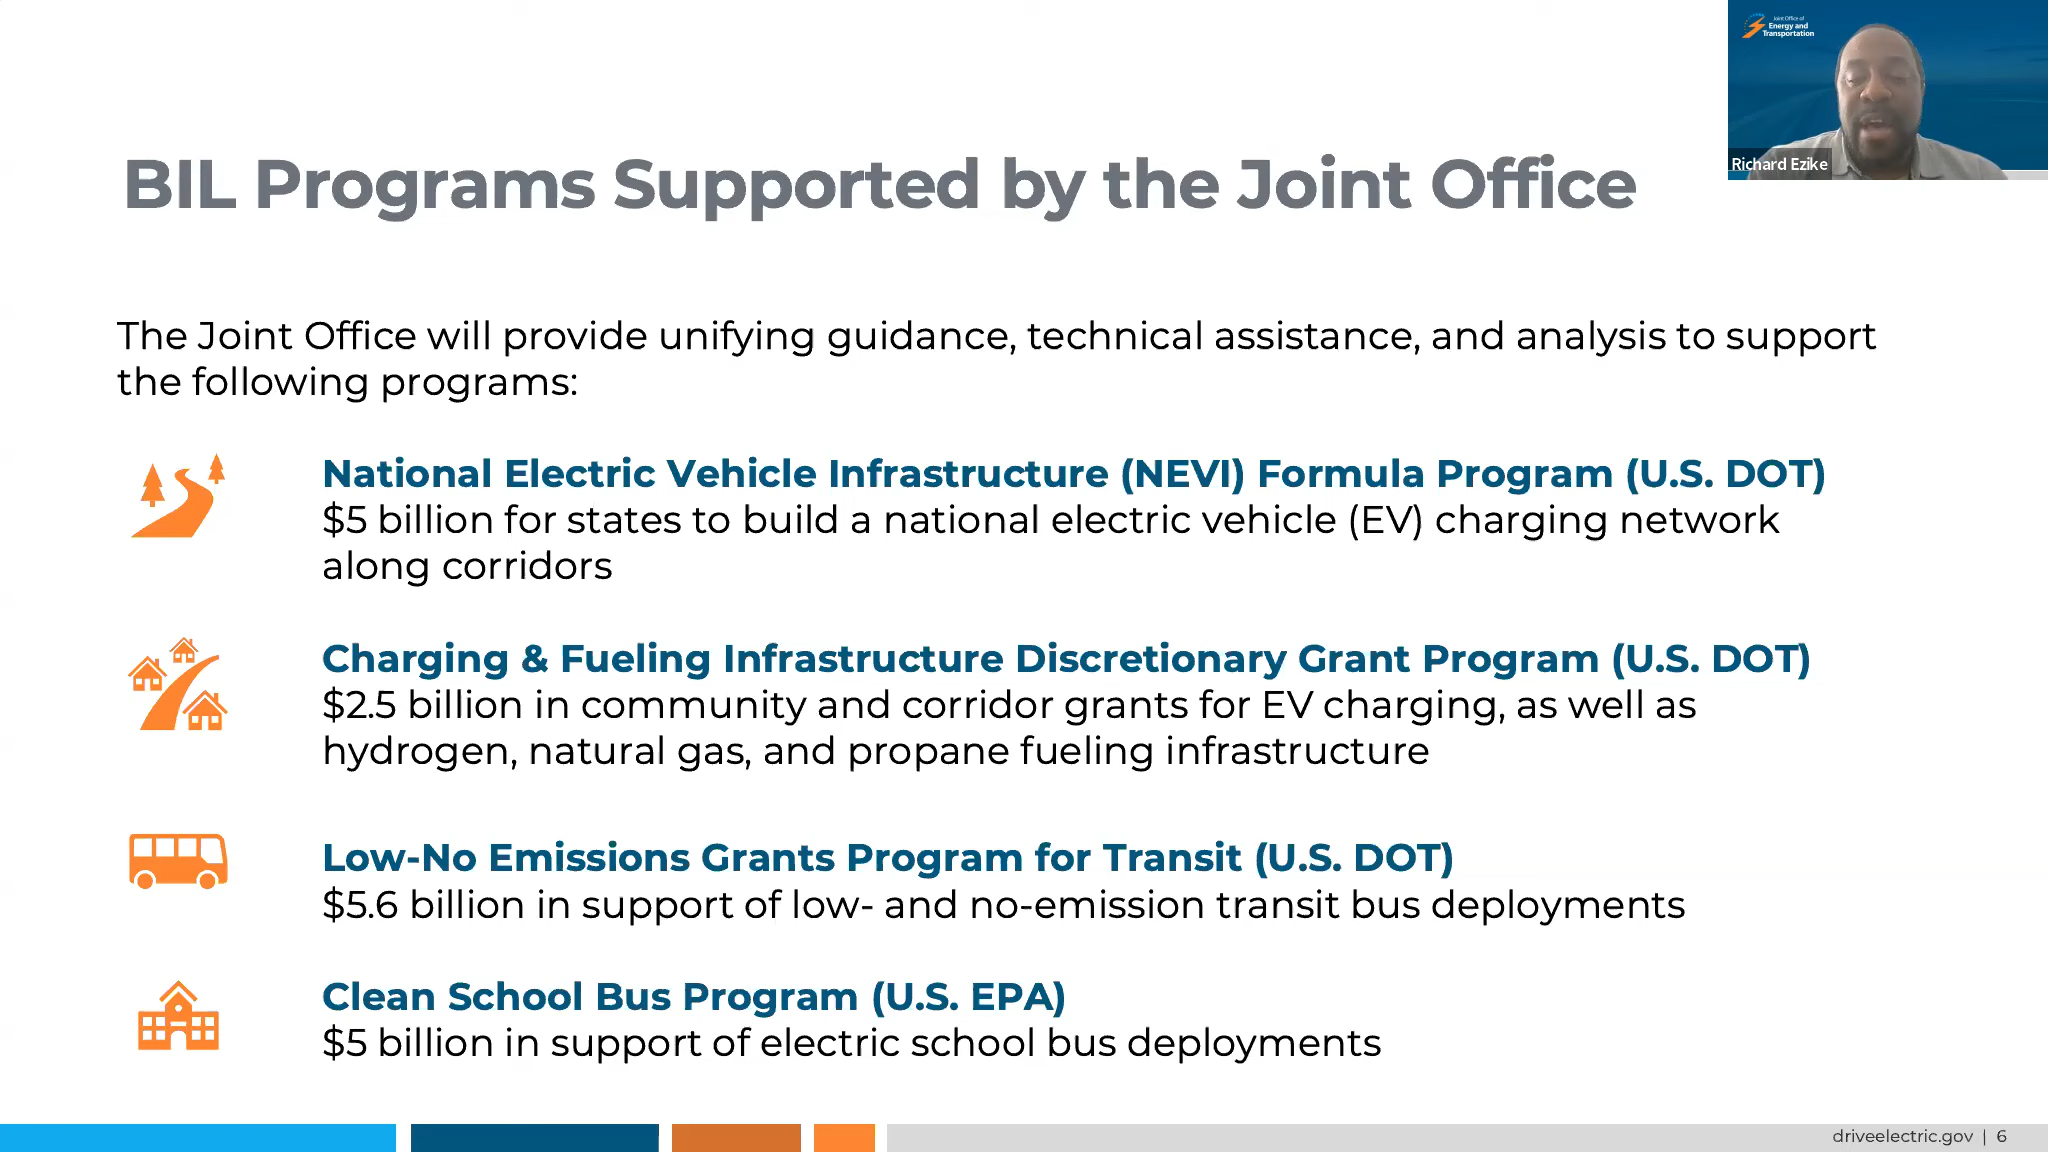 Joint Office of
Energy and
Transportation
Richard Ezike
BIL Programs Supported by the Joint Office
The Joint Office will provide unifying guidance, technical assistance, and analysis to support
the following programs:
National Electric Vehicle Infrastructure (NEVI) Formula Program (U.S. DOT)
$5 billion for states to build a national electric vehicle (EV) charging network
along corridors
Charging & Fueling Infrastructure Discretionary Grant Program (U.S. DOT)
$2.5 billion in community and corridor grants for EV charging, as well as
hydrogen, natural gas, and propane fueling infrastructure
Low-No Emissions Grants Program for Transit (U.S. DOT)
$5.6 billion in support of low- and no-emission transit bus deployments
Clean School Bus Program (U.S. EPA)
$5 billion in support of electric school bus deployments
driveelectric.gov | 6